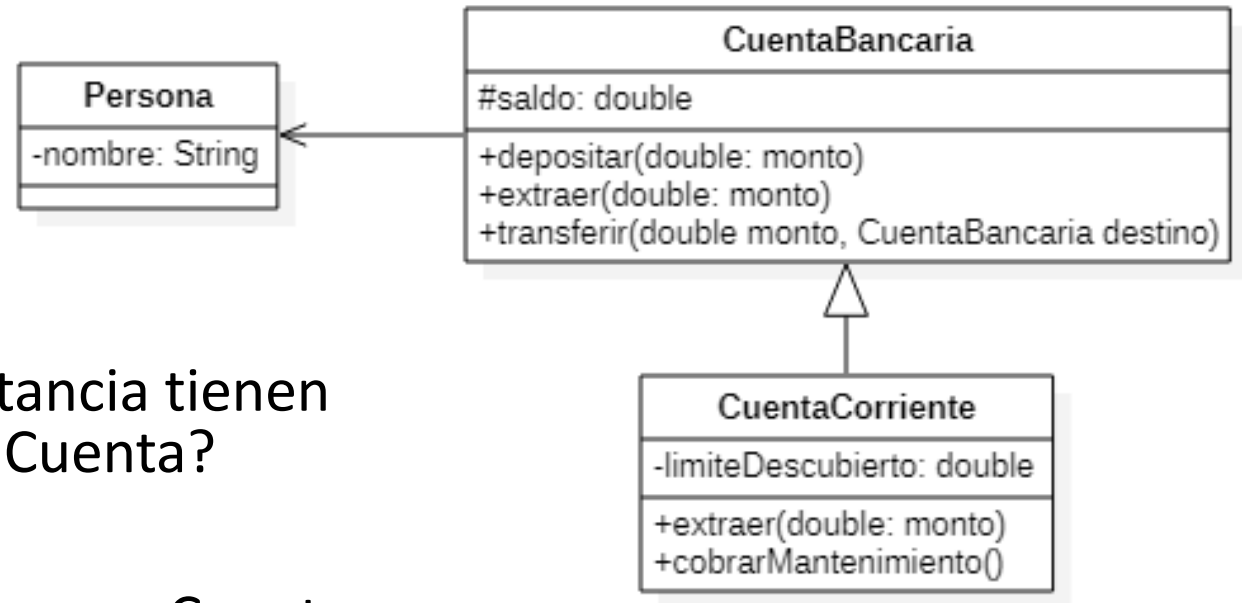 CuentaBancaria
#saldo: double
+depositar(double: monto)
+extraer(double: monto)
+transferir(double monto, CuentaBancaria destino)
Persona
-nombre: String
tancia tienen
Cuenta?
CuentaCorriente
-limiteDescubierto: double
+extraer(double: monto)
+cobrarMantenimiento()